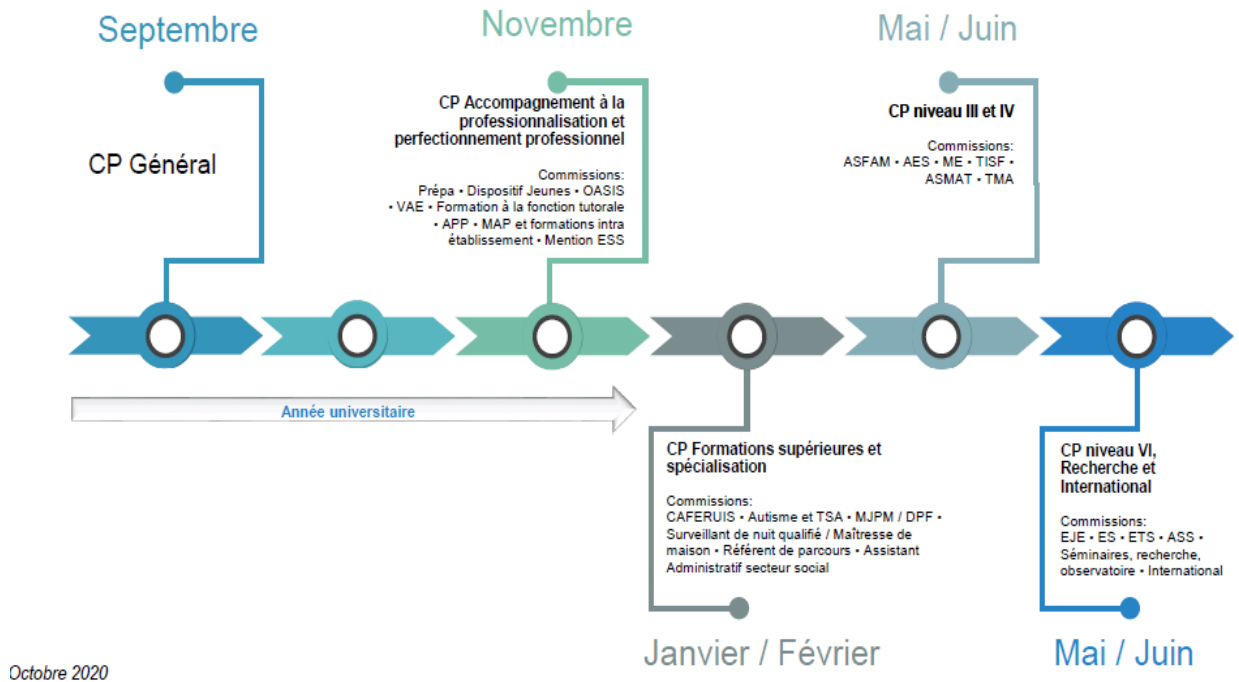 Septembre
CP Général
Novembre
CP Accompagnement à la
professionnalisation et
perfectionnement professionnel
Commissions:
Prépa • Dispositif Jeunes • OASIS
• VAE • Formation à la fonction tutorale
• APP • MAP et formations intra
établissement • Mention ESS
Mai / Juin
CP niveau III et IV
Commissions:
ASFAM • AES • ME • TISF •
ASMAT • TMA
Année universitaire
CP Formations supérieures et
spécialisation
Commissions:
CAFERUIS • Autisme et TSA • MJPM / DPF •
Surveillant de nuit qualifié / Maîtresse de
maison • Référent de parcours • Assistant
Administratif secteur social
Janvier / Février
CP niveau VI,
Recherche et
International
Commissions:
EJE • ES • ETS • ASS •
Séminaires, recherche,
observatoire • International
Mai / Juin
Octobre 2020